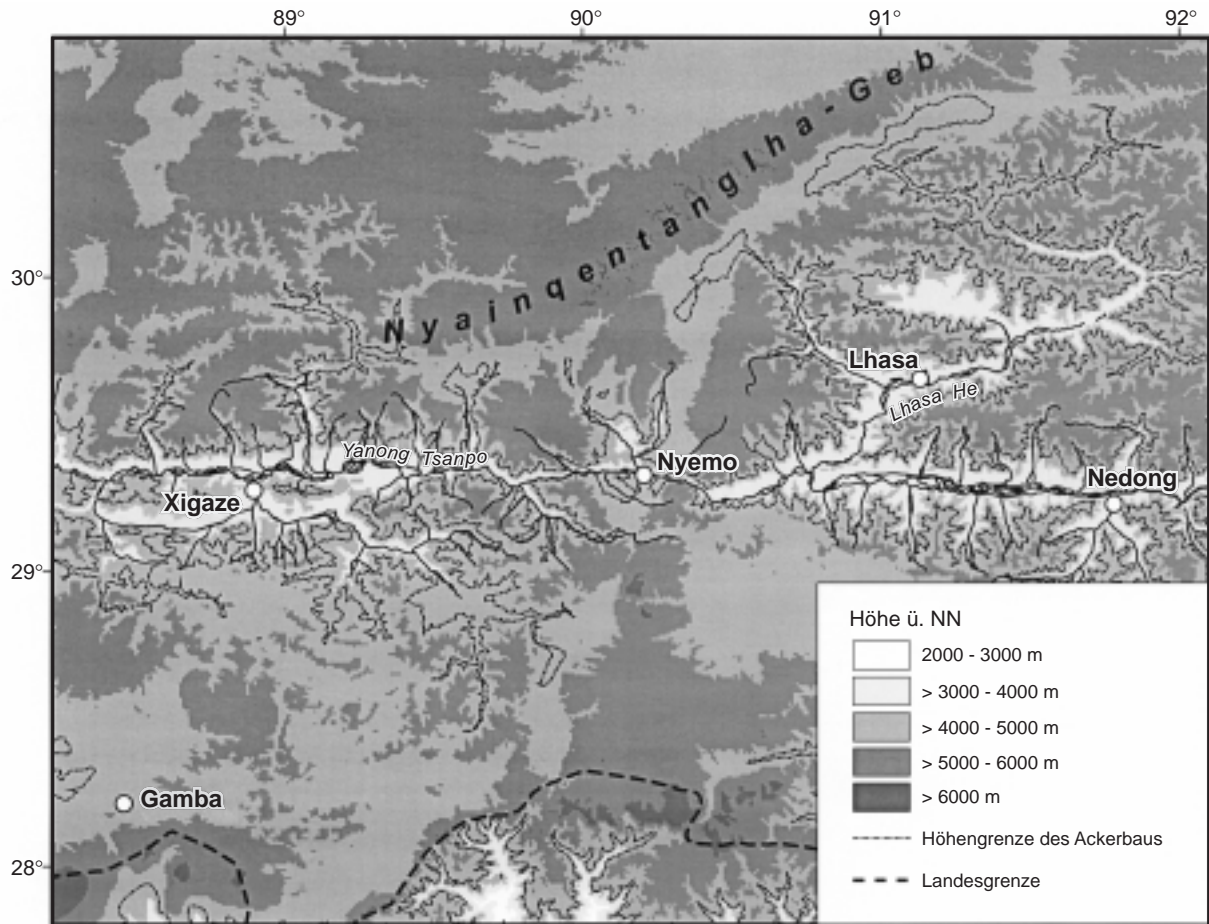 89° 90° 91° 92°
Nyainqentanglha-Geb
30°
Lhasa
Lhasa He
Yanong Tsanpo
Nyemo
Xigaze
Nedong
29°
Höhe ü. NN
2000 - 3000 m
> 3000 - 4000 m
> 4000 - 5000 m
> 5000 - 6000 m
> 6000 m
Höhengrenze des Ackerbaus
Landesgrenze
Gamba
28°